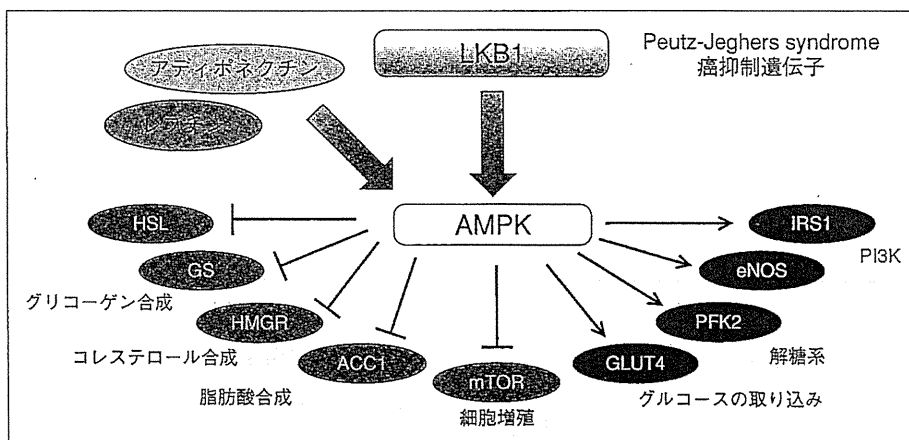 アディポネクチン
レプチン
LKB1
Peutz-Jeghers syndrome
癌抑制遺伝子
AMPK
HSL
GS
グリコーゲン合成
HMGR
コレステロール合成
ACC1
脂肪酸合成
mTOR
細胞増殖
GLUT4
グルコースの取り込み
PFK2
解糖系
eNOS
IRS1
PI3K